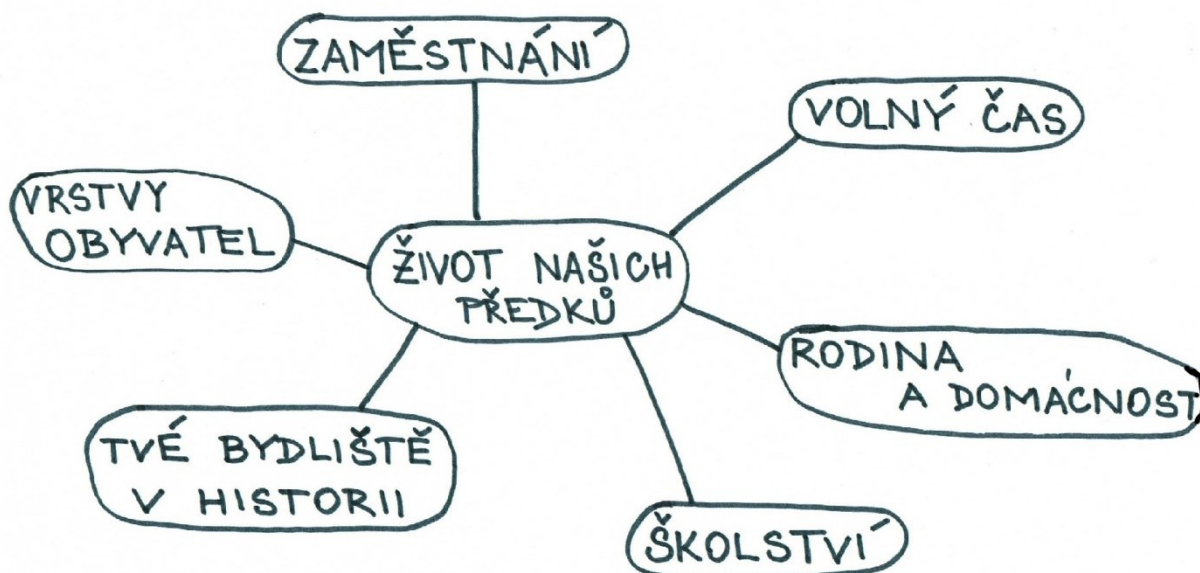 ZAMĚSTNÁNÍ
VOLNÝ ČAS
VRSTVY
OBYVATEL
ŽIVOT NAŠICH
PŘEDKŮ
RODINA
A DOMÁCNOST
TVÉ BYDLIŠTĚ
V HISTORII
ŠKOLSTVÍ